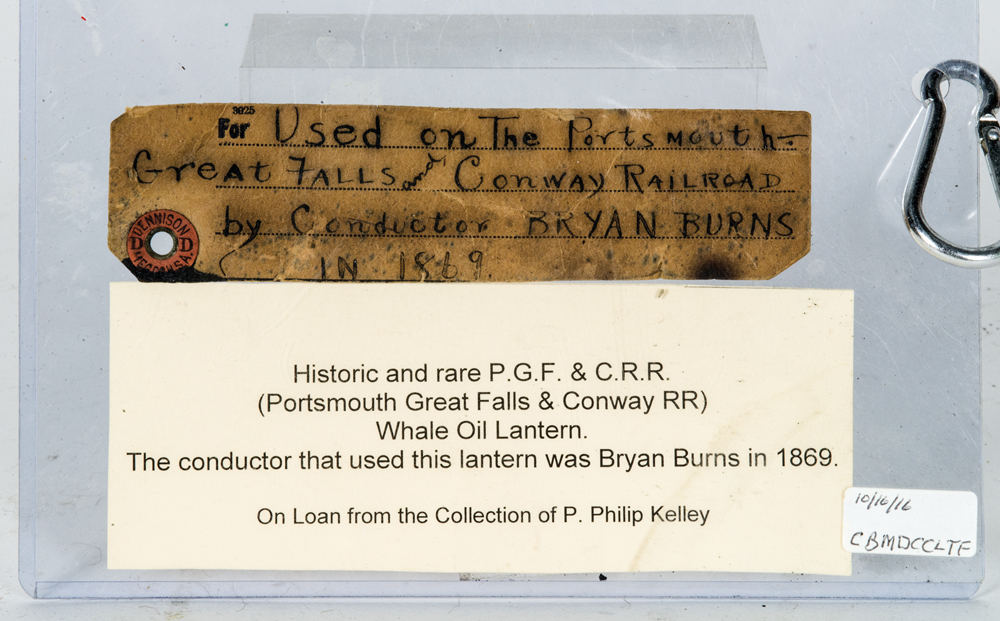 3825
For Used on The Portsmouth-
Great FALLS and Conway RAILROAD
by Conductor BRYAN BURNS
IN 1869.
DENNISON
D D
MFG.CO. U.S.A.
Historic and rare P.G.F. & C.R.R.
(Portsmouth Great Falls & Conway RR)
Whale Oil Lantern.
The conductor that used this lantern was Bryan Burns in 1869.
On Loan from the Collection of P. Philip Kelley
10/16/16
CBMDCCLTF